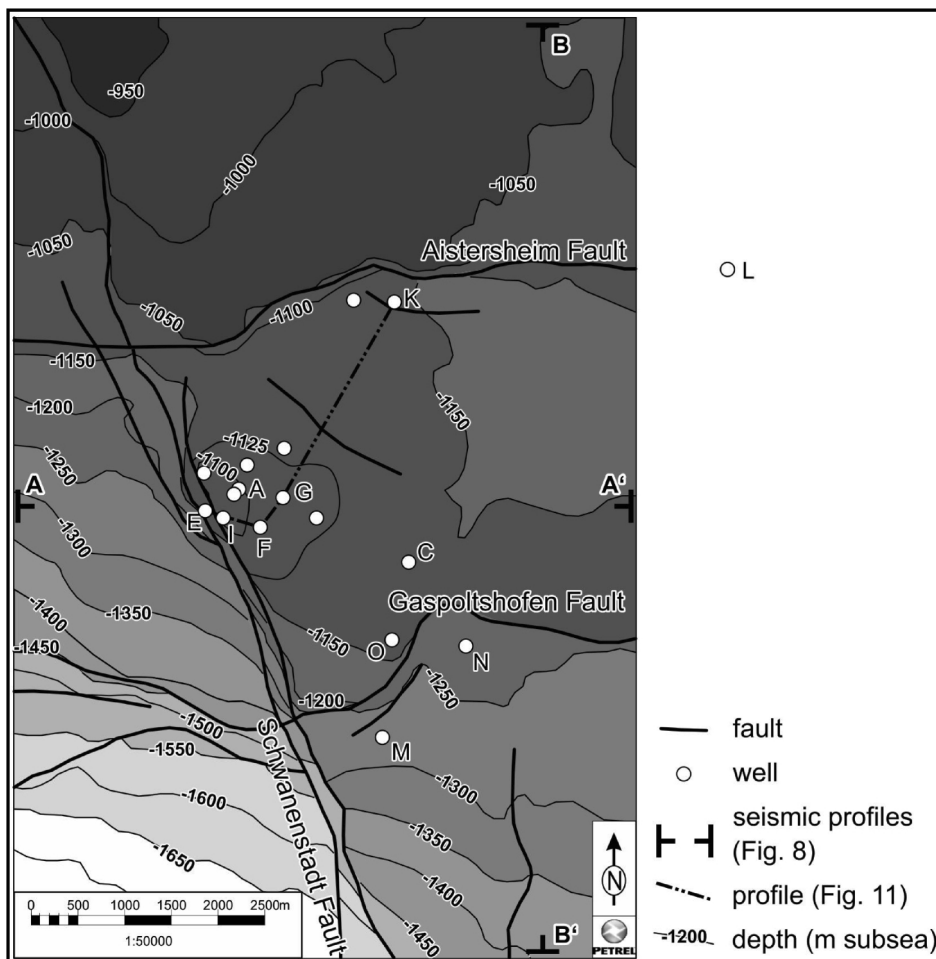 B
-950
-1000
-1000
-1050
-1050
Aistersheim Fault
L
K
-1100
-1050
-1150
-1150
-1200
-1125
-1100
-1250
A
A
G
A'
E
I
F
-1300
C
Gaspoltshofen Fault
-1350
-1400
-1150
O
N
-1450
-1250
-1200
-1500
M
-1550
Schwanenstadt Fault
-1300
-1600
-1350
-1650
-1400
-1450
B'
N
PETREL
0 500 1000 1500 2000 2500m
1:50000
fault
well
seismic profiles
(Fig. 8)
profile (Fig. 11)
-1200 depth (m subsea)